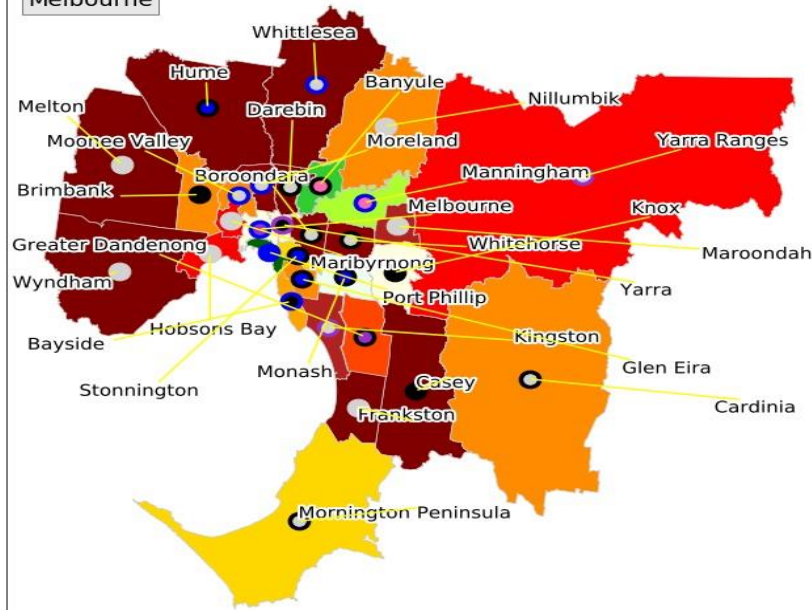 Melbourne
Whittlesea
Hume
Banyule
Melton
Darebin
Nillumbik
Moonee Valley
Moreland
Yarra Ranges
Boroondara
Manningham
Brimbank
Melbourne
Knox
Greater Dandenong
Whitehorse
Maroondah
Maribyrnong
Wyndham
Yarra
Port Phillip
Hobsons Bay
Kingston
Bayside
Glen Eira
Monash
Stonnington
Casey
Cardinia
Frankston
Mornington Peninsula